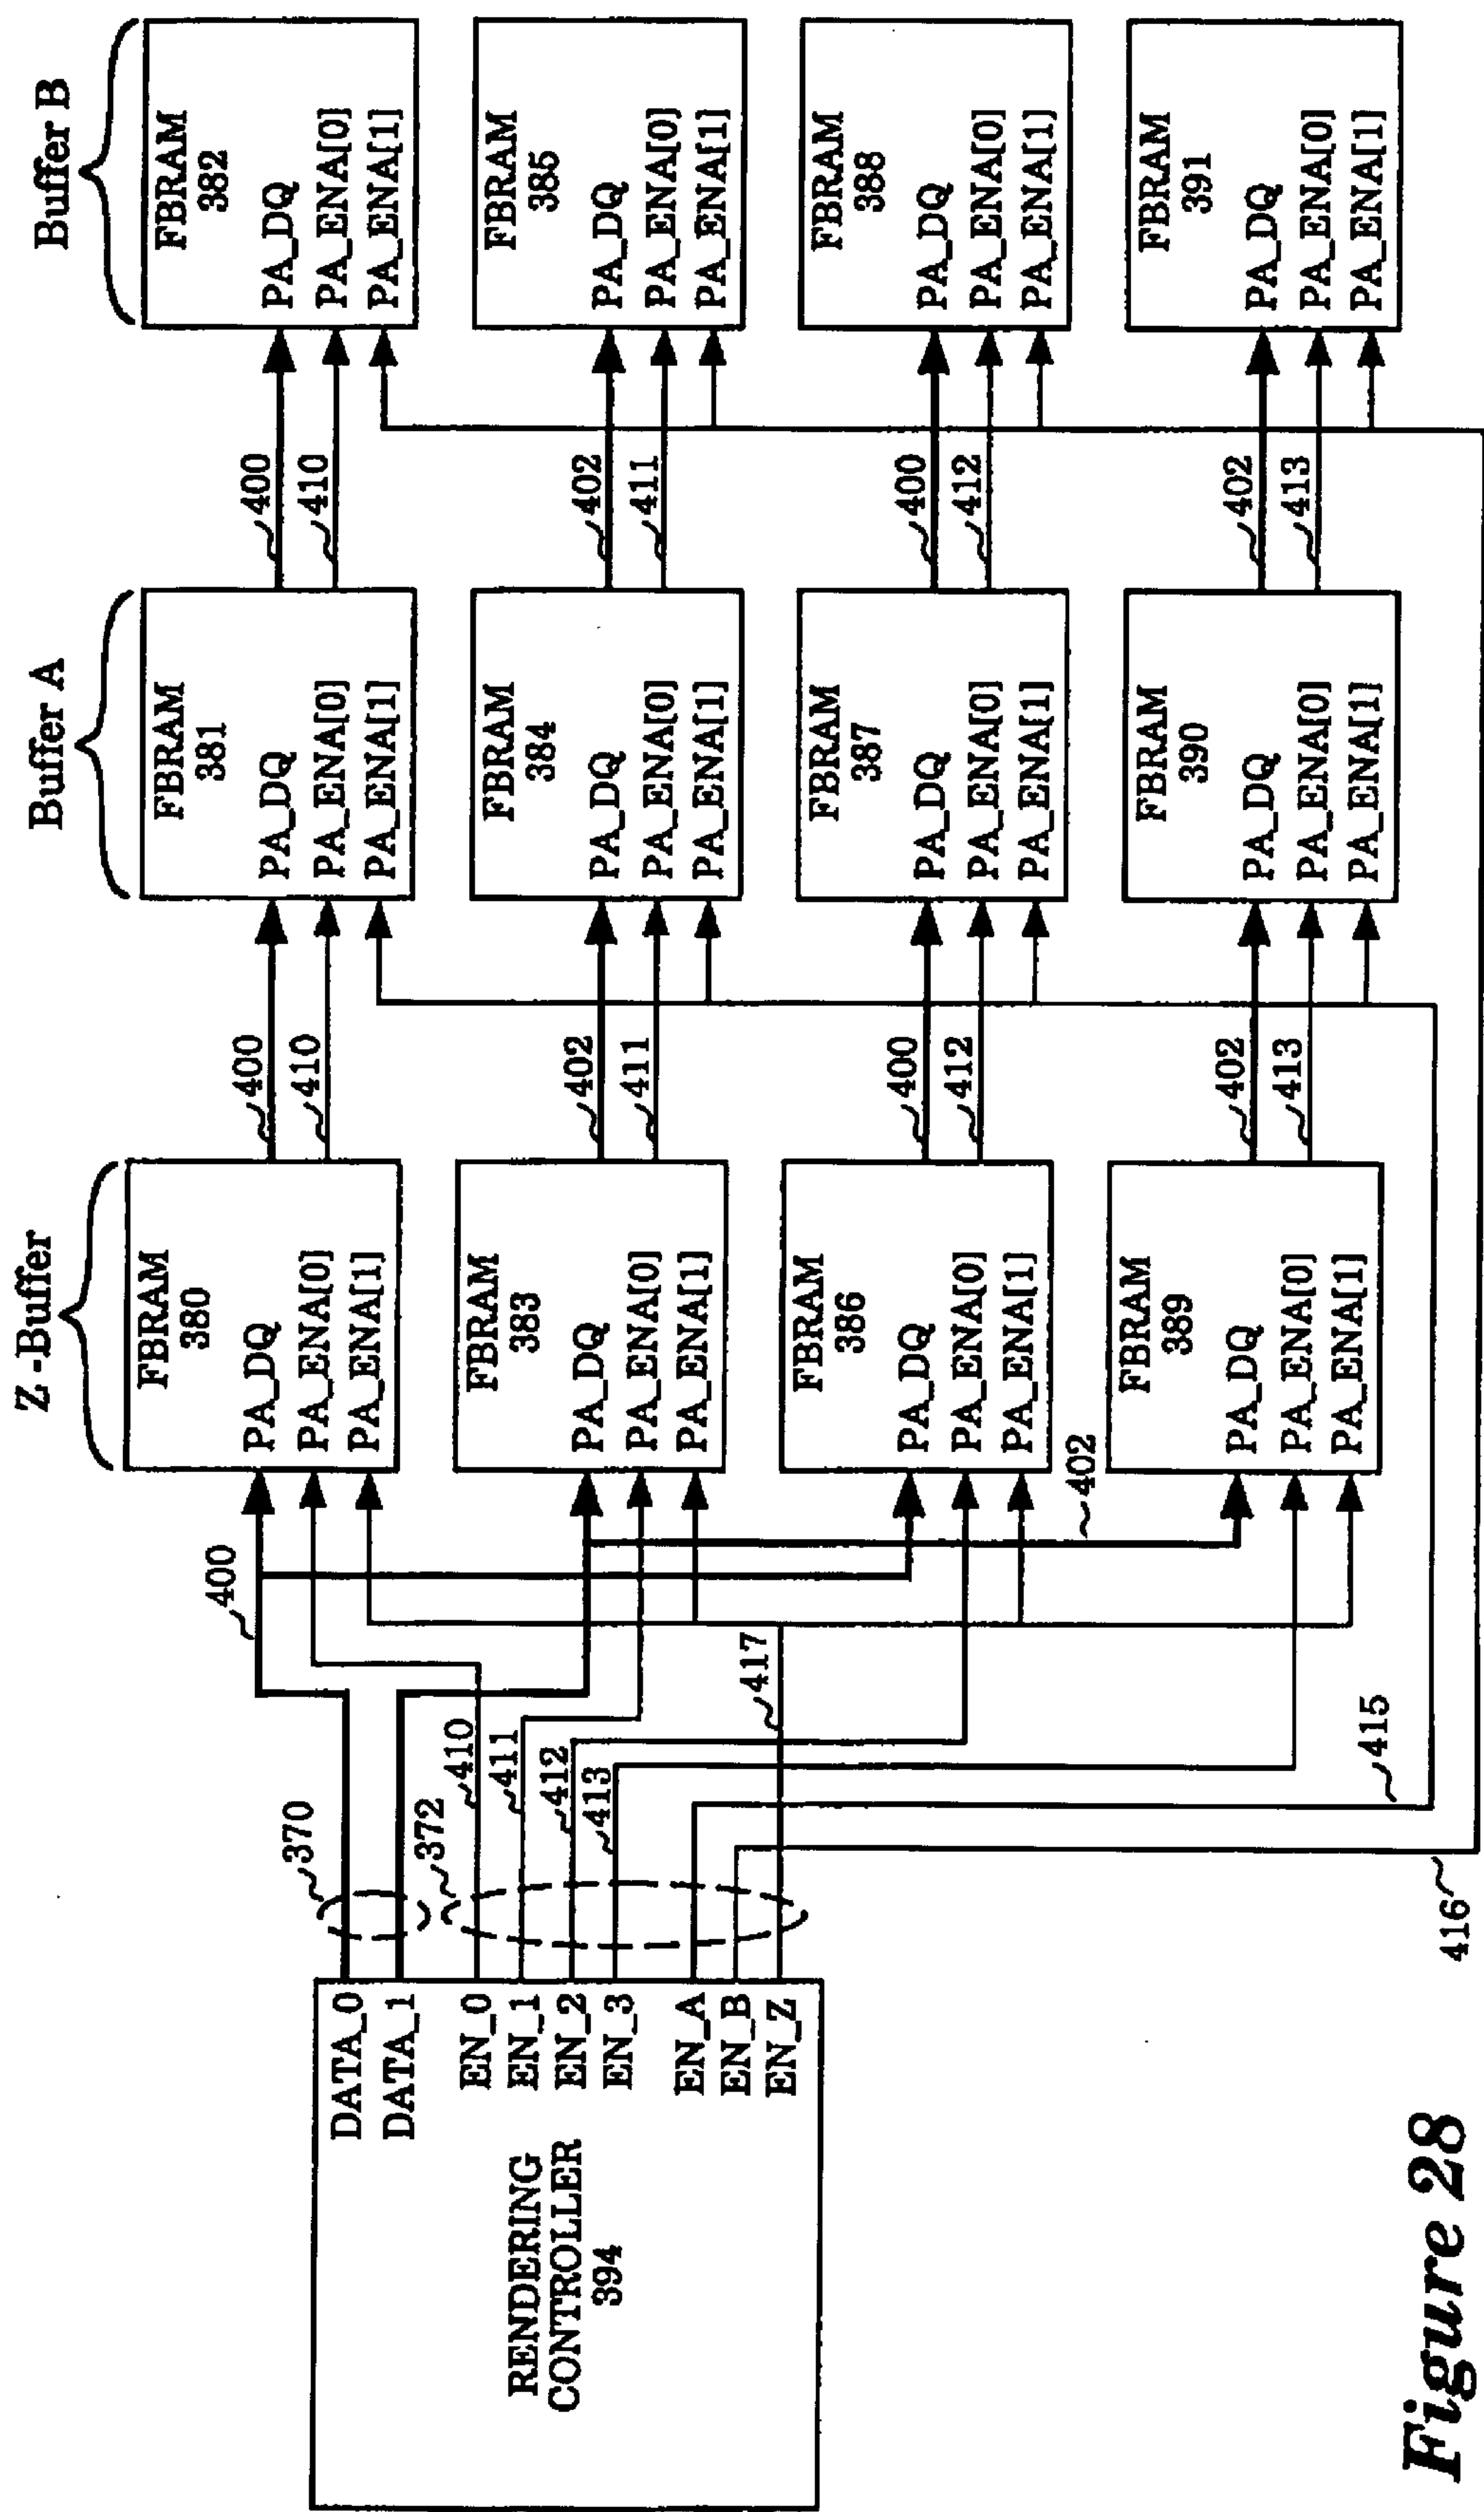 Z -Buffer
Buffer A
Buffer B
FBRAM
380
PA_DQ
PA_ENA[0]
PA_ENA[1]
400
410
FBRAM
381
PA_DQ
PA_ENA[0]
PA_ENA[1]
400
410
FBRAM
382
PA_DQ
PA_ENA[0]
PA_ENA[1]
400
370
372
RENDERING
CONTROLLER
394
DATA_0
DATA_1
EN_0
EN_1
EN_2
EN_3
EN_A
EN_B
EN_Z
410
411
412
413
417
FBRAM
383
PA_DQ
PA_ENA[0]
PA_ENA[1]
402
411
FBRAM
384
PA_DQ
PA_ENA[0]
PA_ENA[1]
402
411
FBRAM
385
PA_DQ
PA_ENA[0]
PA_ENA[1]
FBRAM
386
PA_DQ
PA_ENA[0]
PA_ENA[1]
400
412
FBRAM
387
PA_DQ
PA_ENA[0]
PA_ENA[1]
400
412
FBRAM
388
PA_DQ
PA_ENA[0]
PA_ENA[1]
402
FBRAM
389
PA_DQ
PA_ENA[0]
PA_ENA[1]
402
413
FBRAM
390
PA_DQ
PA_ENA[0]
PA_ENA[1]
402
413
FBRAM
391
PA_DQ
PA_ENA[0]
PA_ENA[1]
415
416
Figure 28